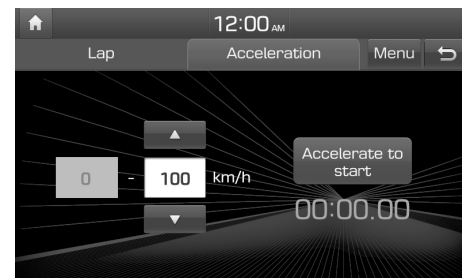 12:00 AM
Lap Acceleration Menu
0 - 100 km/h
Accelerate to
start
00:00.00